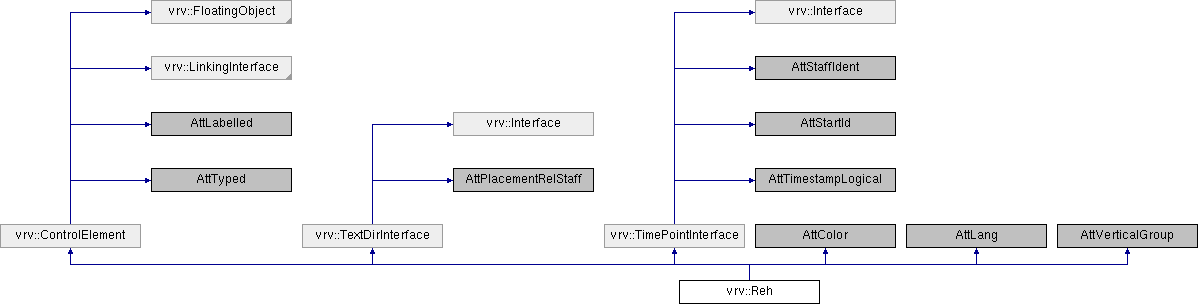 vrv::FloatingObject
vrv::Interface
vrv::LinkingInterface
AttStaffIdent
AttLabelled
vrv::Interface
AttStartId
AttTyped
AttPlacementRelStaff
AttTimestampLogical
vrv::ControlElement
vrv::TextDirInterface
vrv::TimePointInterface
AttColor
AttLang
AttVerticalGroup
vrv::Reh